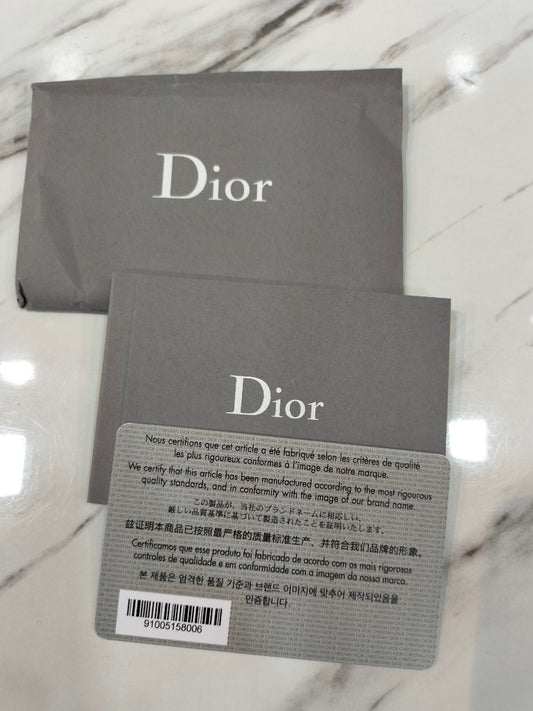 Dior
Dior
Nous certifions que cet article a été fabriqué selon les critères de qualité
les plus rigoureux conformes à l'image de notre marque.
We certify that this article has been manufactured according to the most rigourous
quality standards, and in conformity with the image of our brand name.
この製品が、当社のブランドネームに相応しい、
厳しい品質基準に基づいて製造されたことを証明いたします。
兹证明本商品已按照最严格的质量标准生产，并符合我们品牌的形象。
Certificamos que esse produto foi fabricado de acordo com os mais rigorosos
controles de qualidade e em conformidade com a imagem da nossa marca.
본 제품은 엄격한 품질 기준과 브랜드 이미지에 맞추어 제작되었음을
인증합니다.
91005158006